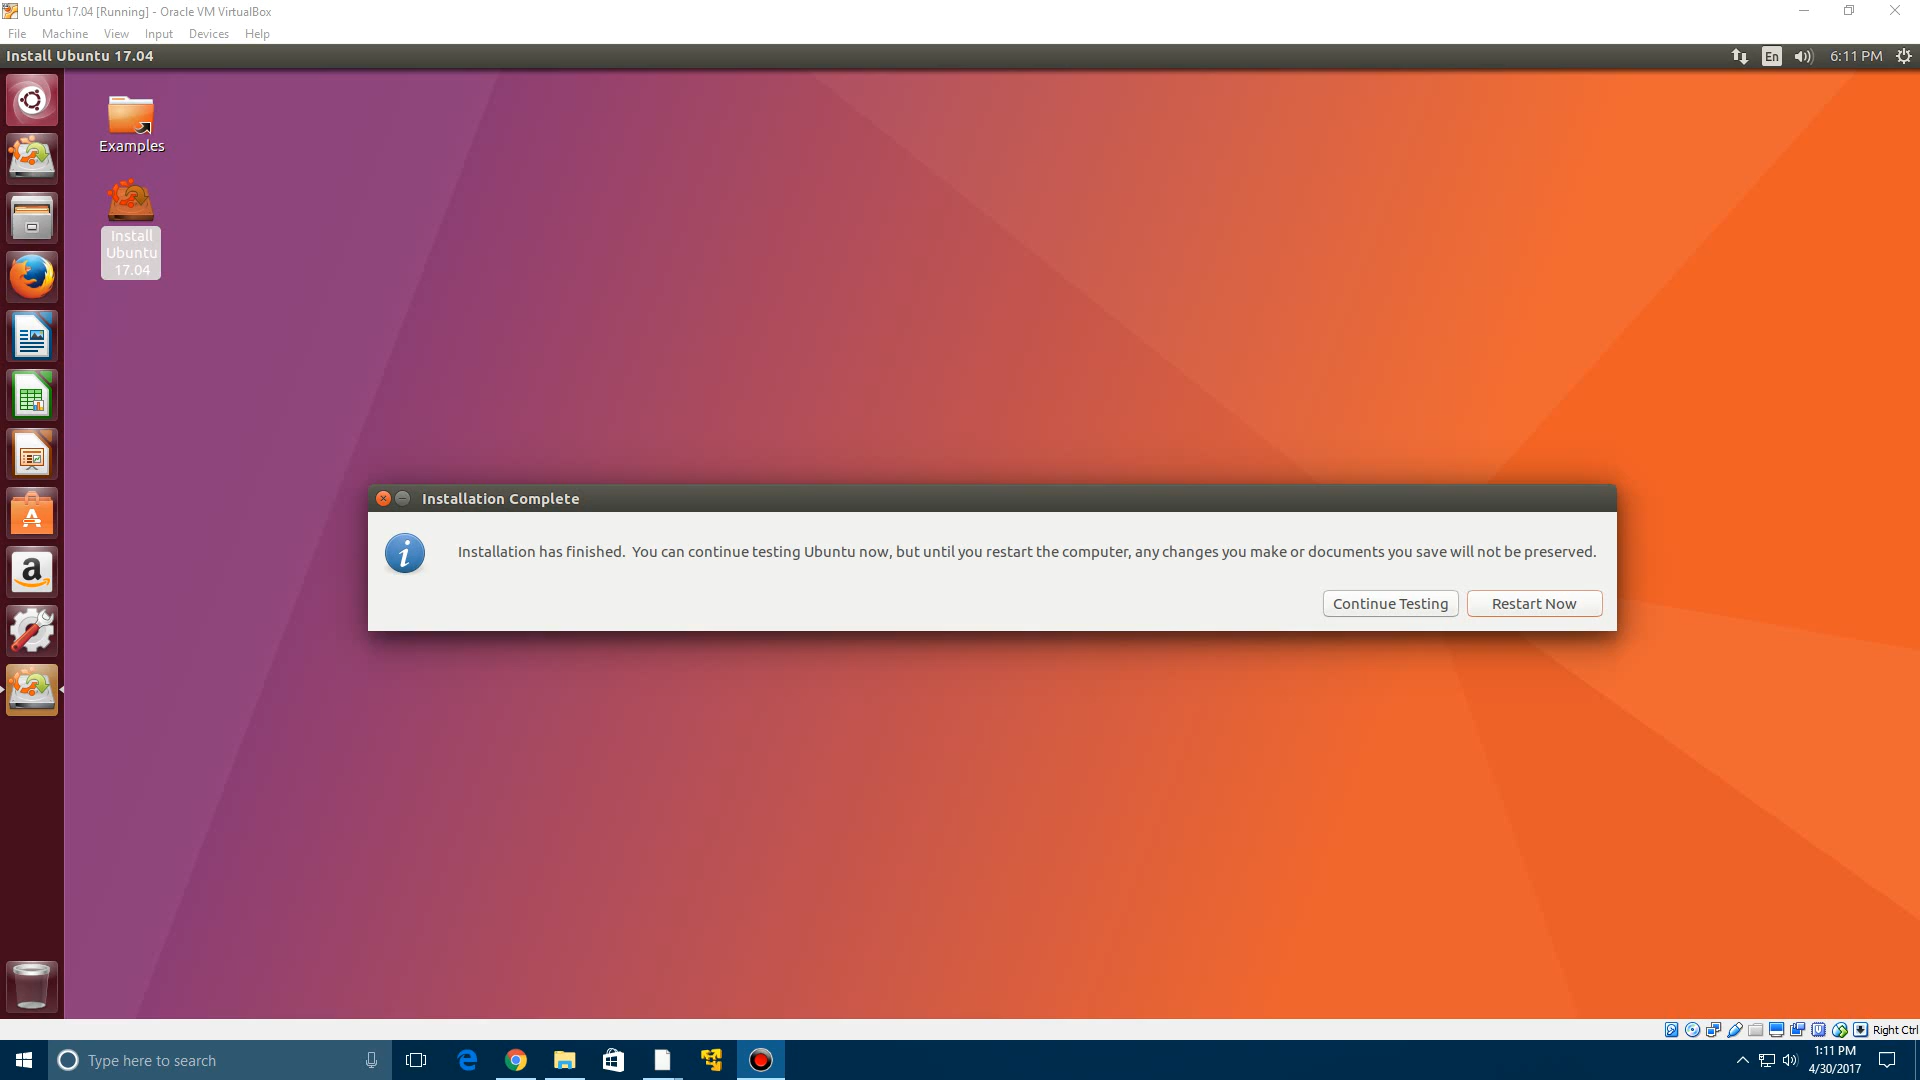 Ubuntu 17.04 [Running] - Oracle VM VirtualBox
File Machine View Input Devices Help
Install Ubuntu 17.04
En
6:11 PM
Examples
Install
Ubuntu
17.04
Installation Complete
Installation has finished. You can continue testing Ubuntu now, but until you restart the computer, any changes you make or documents you save will not be preserved.
Continue Testing
Restart Now
Right Ctrl
Type here to search
1:11 PM
4/30/2017